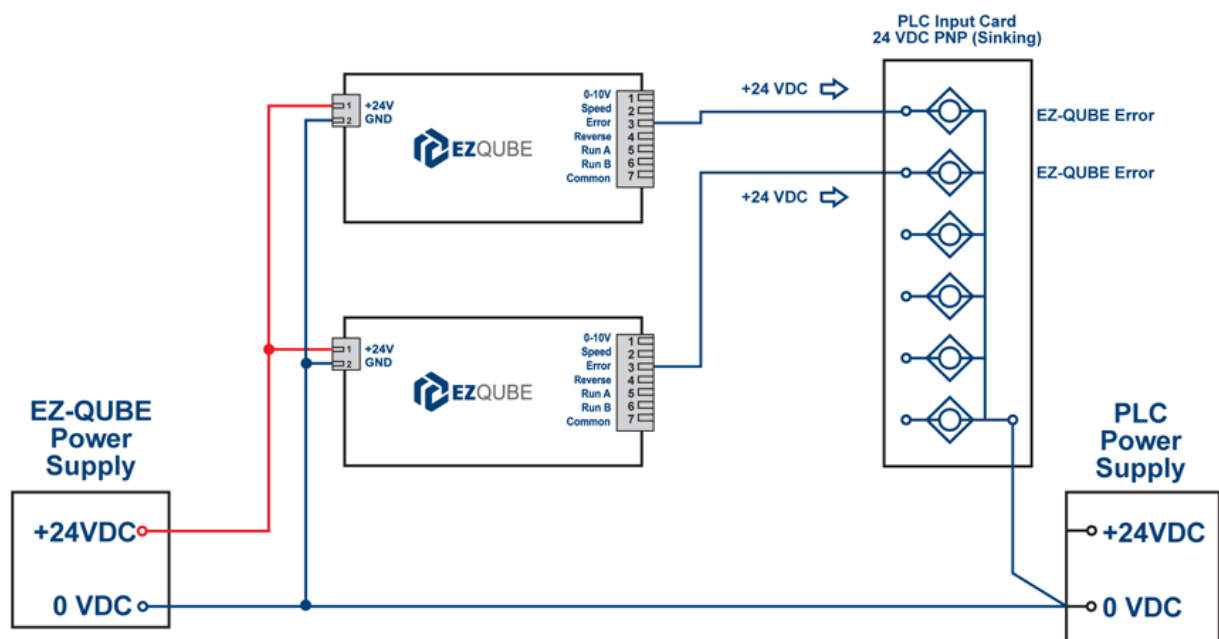 PLC Input Card
24 VDC PNP (Sinking)
1 +24V
2 GND
EZQUBE
0-10V 1
Speed 2
Error 3
Reverse 4
Run A 5
Run B 6
Common 7
+24 VDC
EZ-QUBE Error
+24 VDC
EZ-QUBE Error
1 +24V
2 GND
EZQUBE
0-10V 1
Speed 2
Error 3
Reverse 4
Run A 5
Run B 6
Common 7
EZ-QUBE
Power
Supply
+24VDC
0 VDC
PLC
Power
Supply
+24VDC
0 VDC